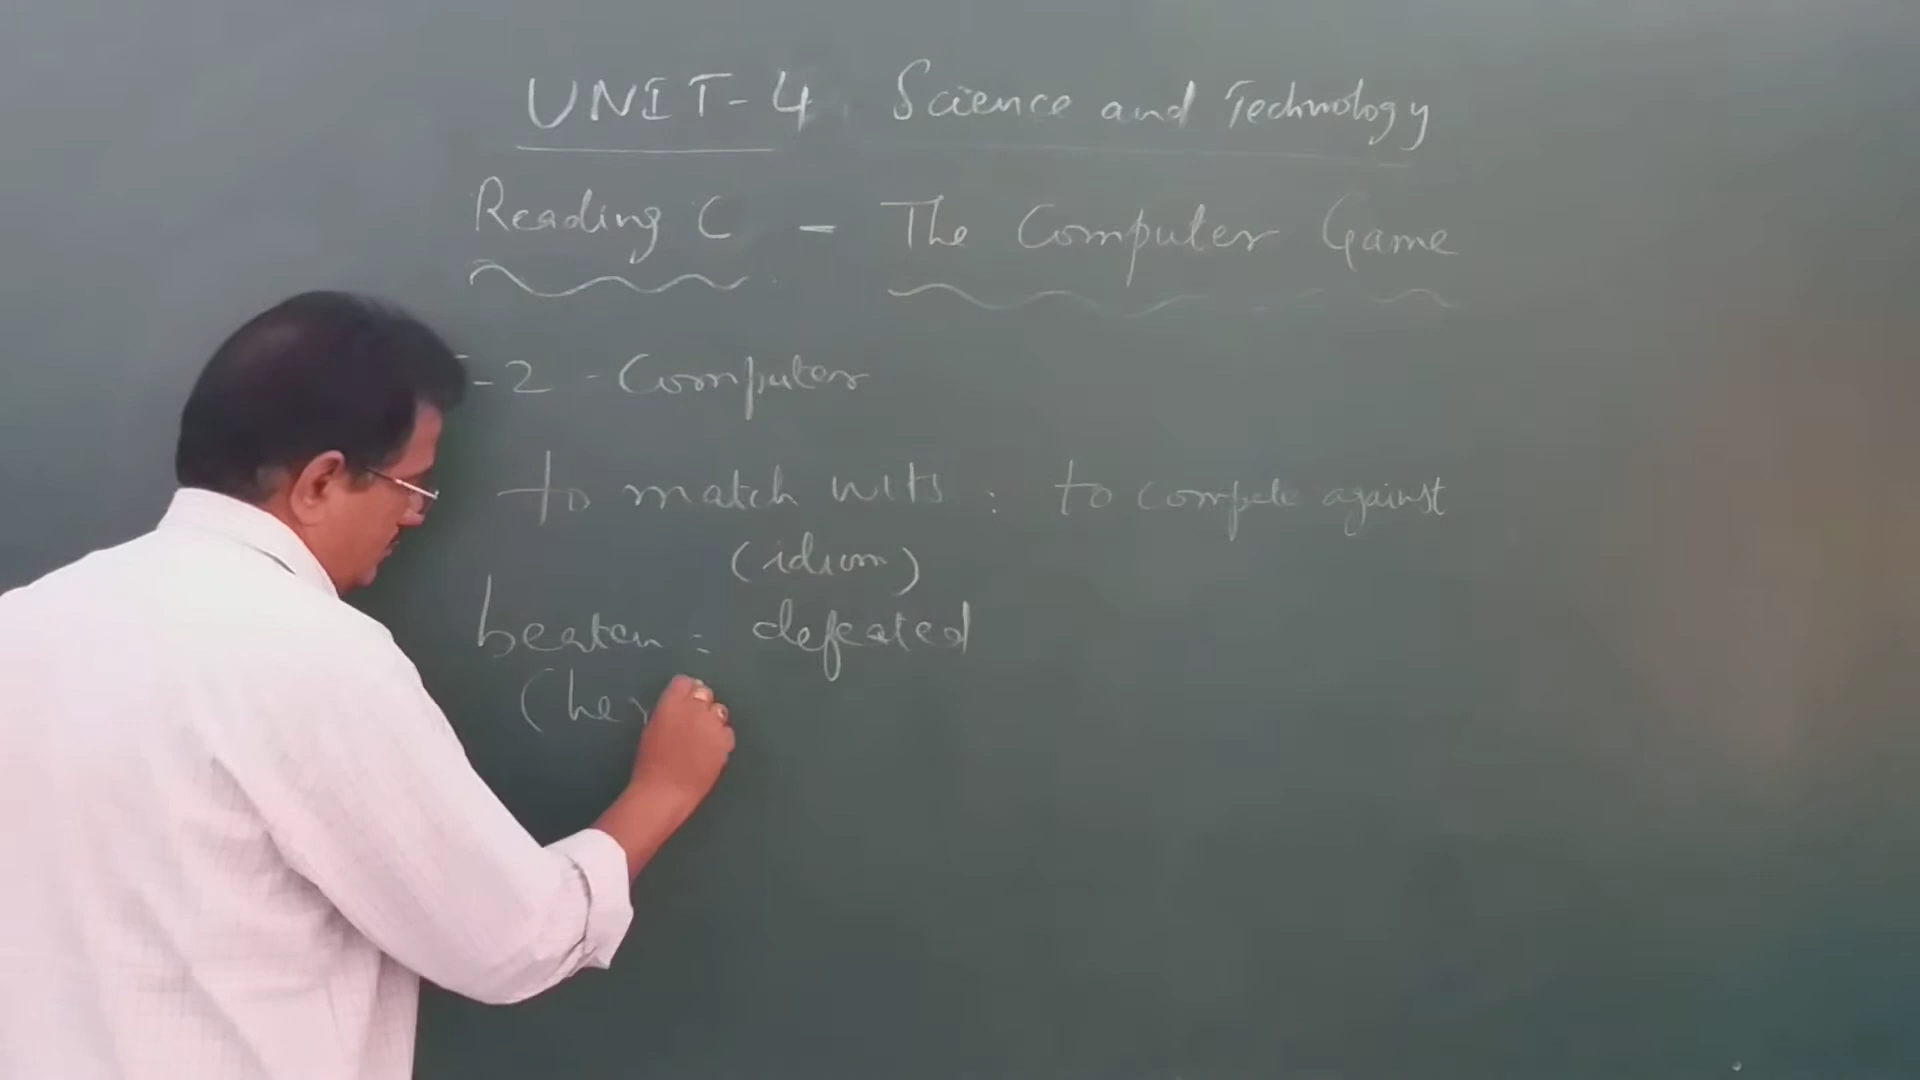 UNIT-4 Science and Technology
Reading C - The Computer Game
-2 - Computer
to match wits : to compete against
(idiom)
beaten : defeated
(her